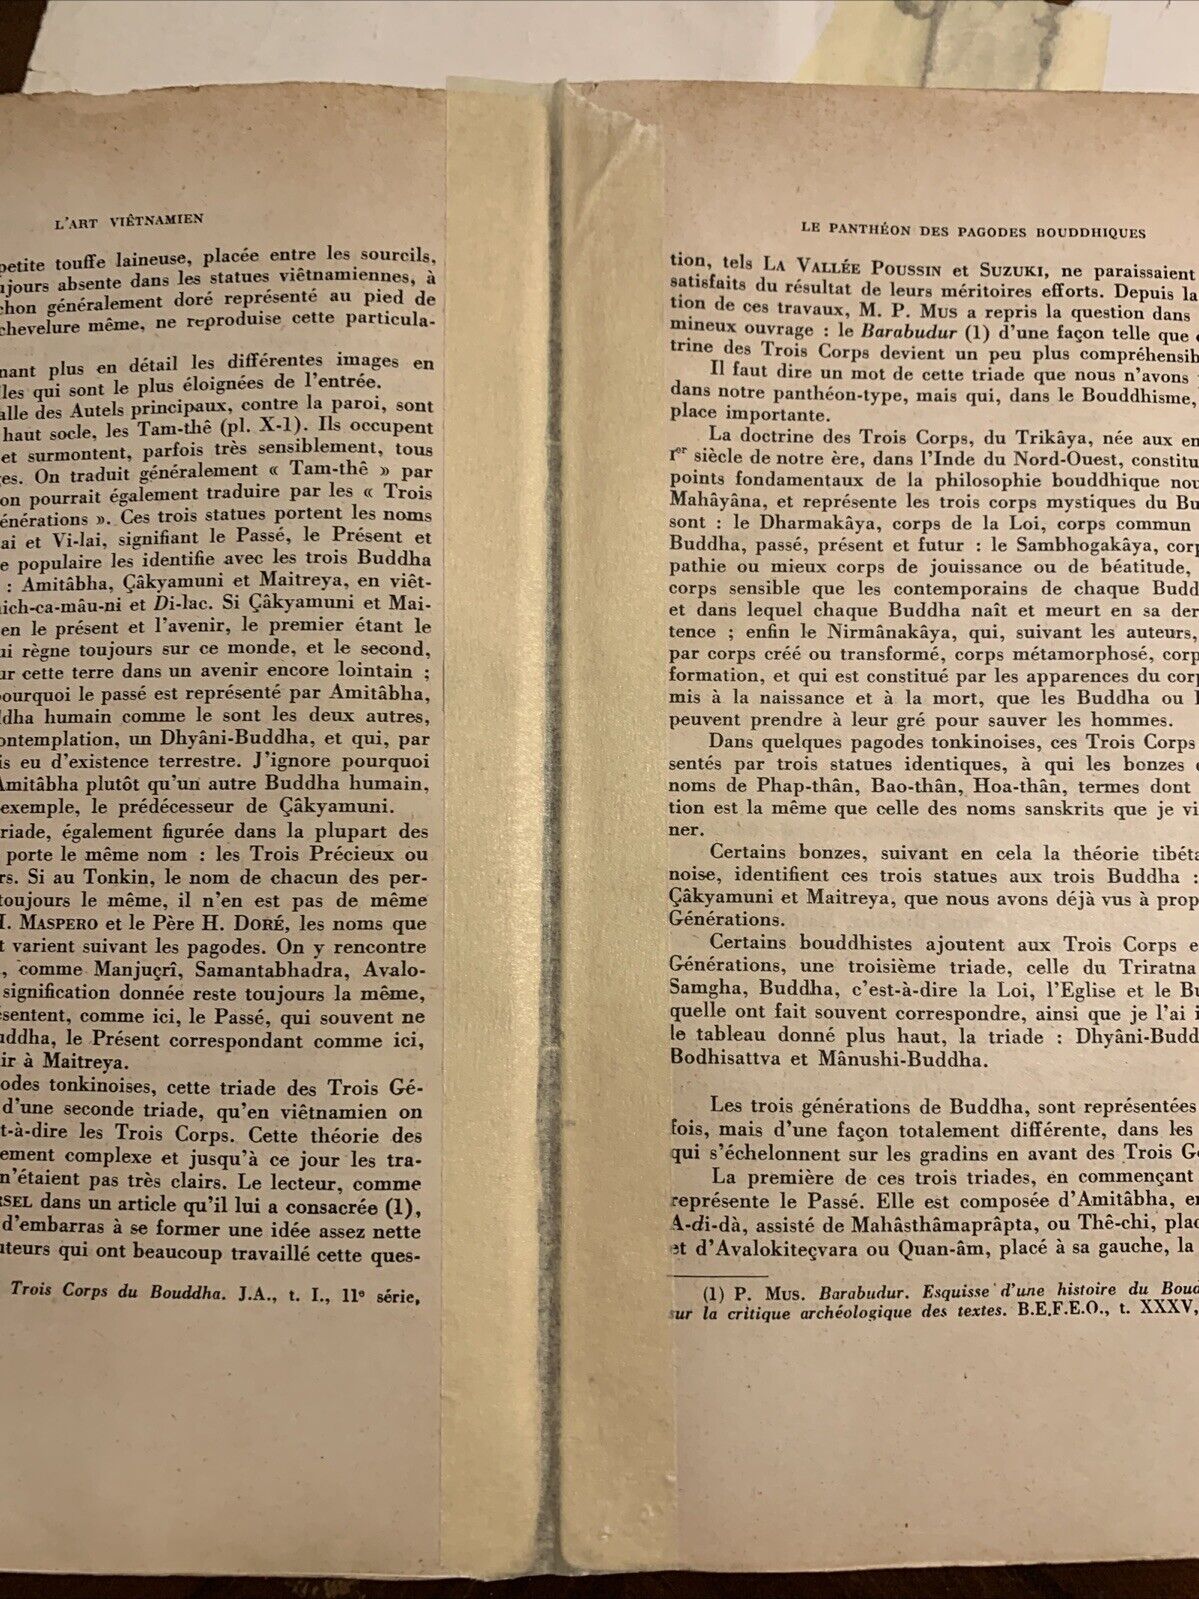 L'ART VIÊTNAMIEN
petite touffe laineuse, placée entre les sourcils,
ujours absente dans les statues viêtnamiennes, à
chon généralement doré représenté au pied de
chevelure même, ne reproduise cette particula-
nant plus en détail les différentes images en
lles qui sont le plus éloignées de l'entrée.
alle des Autels principaux, contre la paroi, sont
haut socle, les Tam-thê (pl. X-1). Ils occupent
et surmontent, parfois très sensiblement, tous
es. On traduit généralement « Tam-thê » par
on pourrait également traduire par les « Trois
énérations ». Ces trois statues portent les noms
ai et Vi-lai, signifiant le Passé, le Présent et
e populaire les identifie avec les trois Buddha
: Amitâbha, Çâkyamuni et Maitreya, en viêt-
ich-ca-mâu-ni et Di-lac. Si Çâkyamuni et Mai-
en le présent et l'avenir, le premier étant le
ui règne toujours sur ce monde, et le second,
ur cette terre dans un avenir encore lointain ;
pourquoi le passé est représenté par Amitâbha,
ldha humain comme le sont les deux autres,
ontemplation, un Dhyâni-Buddha, et qui, par
is eu d'existence terrestre. J'ignore pourquoi
Amitâbha plutôt qu'un autre Buddha humain,
exemple, le prédécesseur de Çâkyamuni.
riade, également figurée dans la plupart des
porte le même nom : les Trois Précieux ou
rs. Si au Tonkin, le nom de chacun des per-
toujours le même, il n'en est pas de même
I. MASPERO et le Père H. DORÉ, les noms que
t varient suivant les pagodes. On y rencontre
, comme Manjuçrî, Samantabhadra, Avalo-
signification donnée reste toujours la même,
ésentent, comme ici, le Passé, qui souvent ne
uddha, le Présent correspondant comme ici,
ir à Maitreya.
odes tonkinoises, cette triade des Trois Gé-
d'une seconde triade, qu'en viêtnamien on
t-à-dire les Trois Corps. Cette théorie des
ement complexe et jusqu'à ce jour les tra-
n'étaient pas très clairs. Le lecteur, comme
RSEL dans un article qu'il lui a consacrée (1),
d'embarras à se former une idée assez nette
uteurs qui ont beaucoup travaillé cette ques-
Trois Corps du Bouddha. J.A., t. I., 11e série,
LE PANTHÉON DES PAGODES BOUDDHIQUES
tion, tels LA VALLÉE POUSSIN et SUZUKI, ne paraissaient
satisfaits du résultat de leurs méritoires efforts. Depuis la
tion de ces travaux, M. P. MUS a repris la question dans
mineux ouvrage : le Barabudur (1) d'une façon telle que
trine des Trois Corps devient un peu plus compréhensib
Il faut dire un mot de cette triade que nous n'avons
dans notre panthéon-type, mais qui, dans le Bouddhisme,
place importante.
La doctrine des Trois Corps, du Trikâya, née aux en
Ier siècle de notre ère, dans l'Inde du Nord-Ouest, constitu
points fondamentaux de la philosophie bouddhique nou
Mahâyâna, et représente les trois corps mystiques du Bu
sont : le Dharmakâya, corps de la Loi, corps commun
Buddha, passé, présent et futur : le Sambhogakâya, corp
pathie ou mieux corps de jouissance ou de béatitude,
corps sensible que les contemporains de chaque Budd
et dans lequel chaque Buddha naît et meurt en sa der
tence ; enfin le Nirmânakâya, qui, suivant les auteurs,
par corps créé ou transformé, corps métamorphosé, corp
formation, et qui est constitué par les apparences du corp
mis à la naissance et à la mort, que les Buddha ou
peuvent prendre à leur gré pour sauver les hommes.
Dans quelques pagodes tonkinoises, ces Trois Corps
sentés par trois statues identiques, à qui les bonzes
noms de Phap-thân, Bao-thân, Hoa-thân, termes dont
tion est la même que celle des noms sanskrits que je vi
ner.
Certains bonzes, suivant en cela la théorie tibéta
noise, identifient ces trois statues aux trois Buddha :
Çâkyamuni et Maitreya, que nous avons déjà vus à prop
Générations.
Certains bouddhistes ajoutent aux Trois Corps e
Générations, une troisième triade, celle du Triratna
Samgha, Buddha, c'est-à-dire la Loi, l'Eglise et le Bu
quelle ont fait souvent correspondre, ainsi que je l'ai i
le tableau donné plus haut, la triade : Dhyâni-Budd
Bodhisattva et Mânushi-Buddha.
Les trois générations de Buddha, sont représentées
fois, mais d'une façon totalement différente, dans les
qui s'échelonnent sur les gradins en avant des Trois G
La première de ces trois triades, en commençant
représente le Passé. Elle est composée d'Amitâbha, en
A-di-dà, assisté de Mahâsthâmaprâpta, ou Thê-chi, plac
et d'Avalokiteçvara ou Quan-âm, placé à sa gauche, la
(1) P. MUS. Barabudur. Esquisse d'une histoire du Boud
sur la critique archéologique des textes. B.E.F.E.O., t. XXXV,